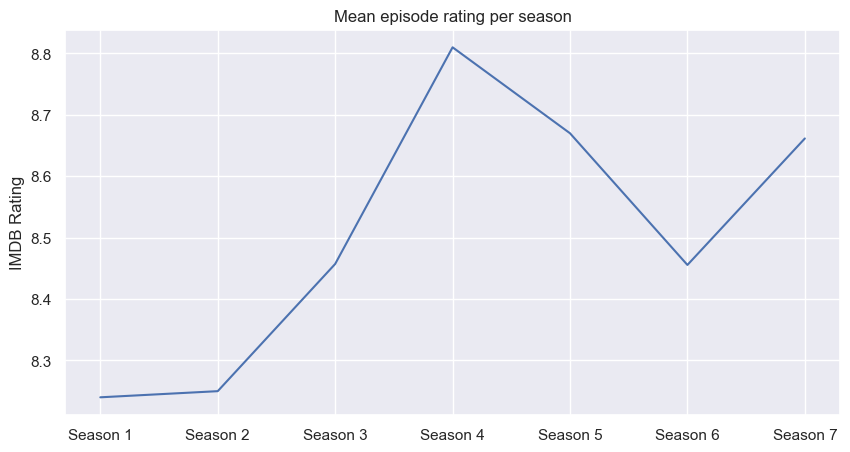 Mean episode rating per season
IMDB Rating
8.8
8.7
8.6
8.5
8.4
8.3
Season 1 Season 2 Season 3 Season 4 Season 5 Season 6 Season 7